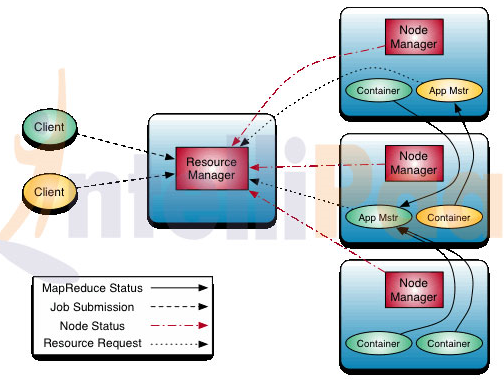 Node
Manager
Container
App Mstr
Client
Client
Resource
Manager
Node
Manager
App Mstr
Container
Node
Manager
Container
Container
MapReduce Status
Job Submission
Node Status
Resource Request